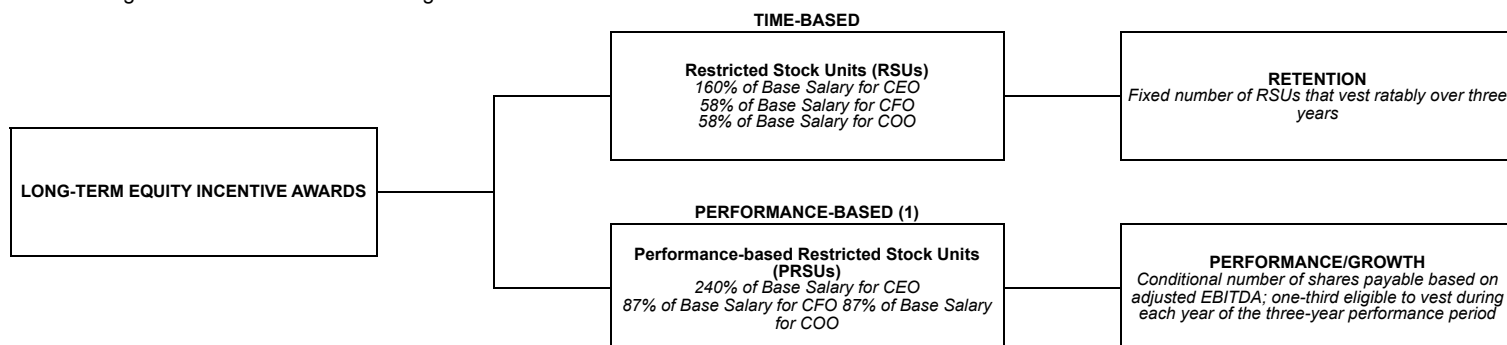 TIME-BASED
Restricted Stock Units (RSUs)
160% of Base Salary for CEO
58% of Base Salary for CFO
58% of Base Salary for COO
RETENTION
Fixed number of RSUs that vest ratably over three
years
LONG-TERM EQUITY INCENTIVE AWARDS
PERFORMANCE-BASED (1)
Performance-based Restricted Stock Units
(PRSUs)
240% of Base Salary for CEO
87% of Base Salary for CFO 87% of Base Salary
for COO
PERFORMANCE/GROWTH
Conditional number of shares payable based on
adjusted EBITDA; one-third eligible to vest during
each year of the three-year performance period